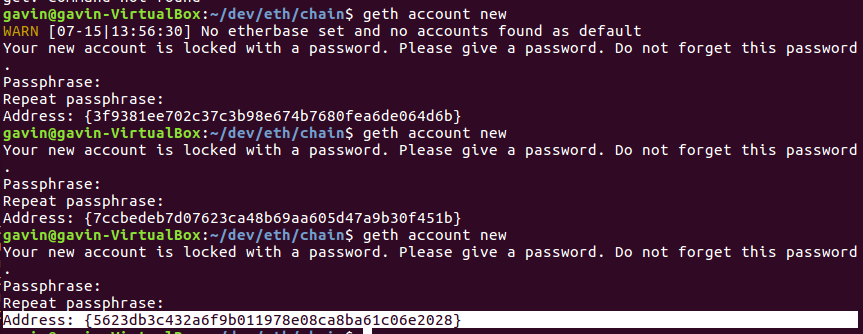 gavin@gavin-VirtualBox:~/dev/eth/chain$ geth account new
WARN [07-15|13:56:30] No etherbase set and no accounts found as default
Your new account is locked with a password. Please give a password. Do not forget this password
.
Passphrase:
Repeat passphrase:
Address: {3f9381ee702c37c3b98e674b7680fea6de064d6b}
gavin@gavin-VirtualBox:~/dev/eth/chain$ geth account new
Your new account is locked with a password. Please give a password. Do not forget this password
.
Passphrase:
Repeat passphrase:
Address: {7ccbedeb7d07623ca48b69aa605d47a9b30f451b}
gavin@gavin-VirtualBox:~/dev/eth/chain$ geth account new
Your new account is locked with a password. Please give a password. Do not forget this password
.
Passphrase:
Repeat passphrase:
Address: {5623db3c432a6f9b011978e08ca8ba61c06e2028}